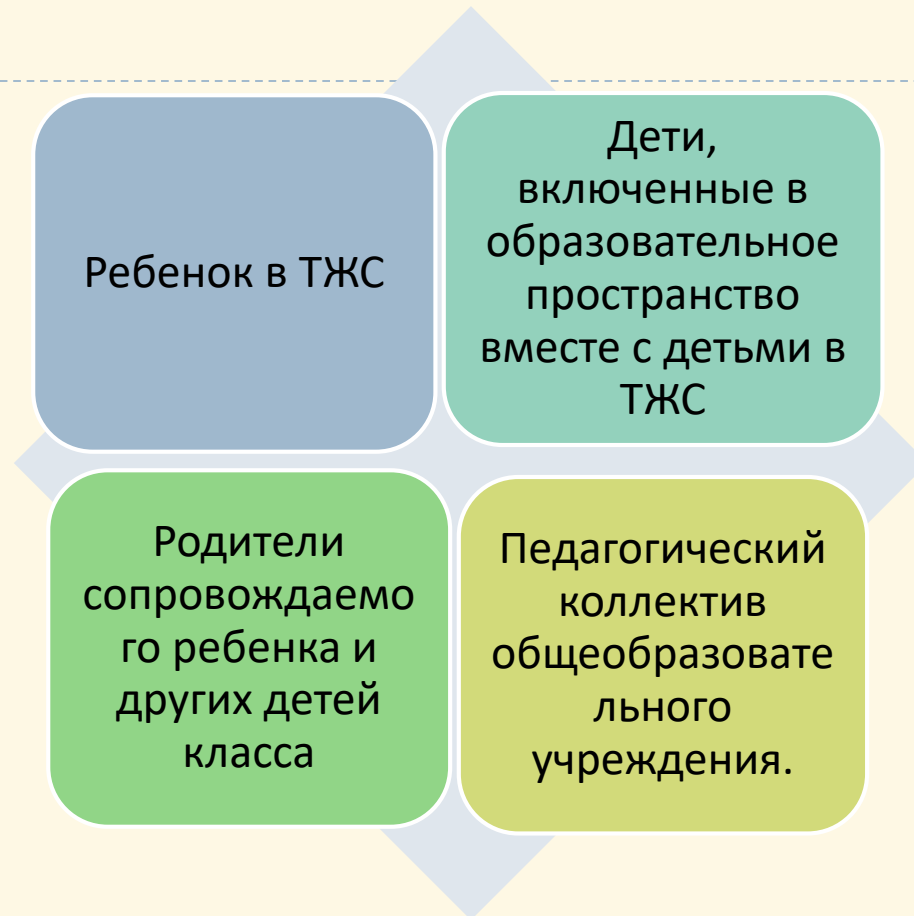 Ребенок в ТЖС
Дети,
включенные в
образовательное
пространство
вместе с детьми в
ТЖС
Родители
сопровождаемо
го ребенка и
других детей
класса
Педагогический
коллектив
общеобразовате
льного
учреждения.